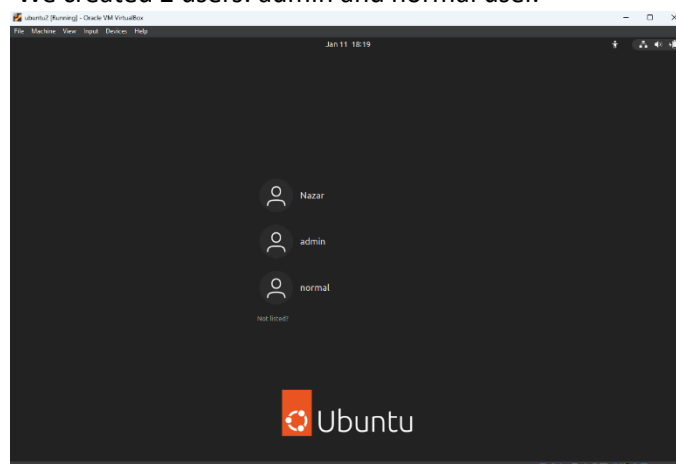 We created 2 users: admin and normal user.
ubuntu2 [Running] - Oracle VM VirtualBox
File Machine View Input Devices Help
Jan 11 18:19
Nazar
admin
normal
Not listed?
Ubuntu